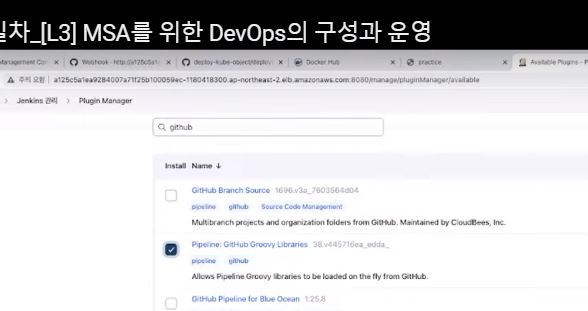 일차_[L3] MSA를 위한 DevOps의 구성과 운영
Management Con
Webhook - http://a125c5a1e
deploy-kube-object/deploy
Docker Hub
practice
Available Plugins - P
주의 요함
a125c5a1ea9284007a71f25b100059ec-1180418300.ap-northeast-2.elb.amazonaws.com:8080/manage/pluginManager/available
Jenkins 관리 > Plugin Manager
github
Install Name ↓
GitHub Branch Source 1696.v3a_7603564d04
pipeline github Source Code Management
Multibranch projects and organization folders from GitHub. Maintained by CloudBees, Inc.
Pipeline: GitHub Groovy Libraries 38.v445716ea_edda_
pipeline github
Allows Pipeline Groovy libraries to be loaded on the fly from GitHub.
GitHub Pipeline for Blue Ocean 1.25.8